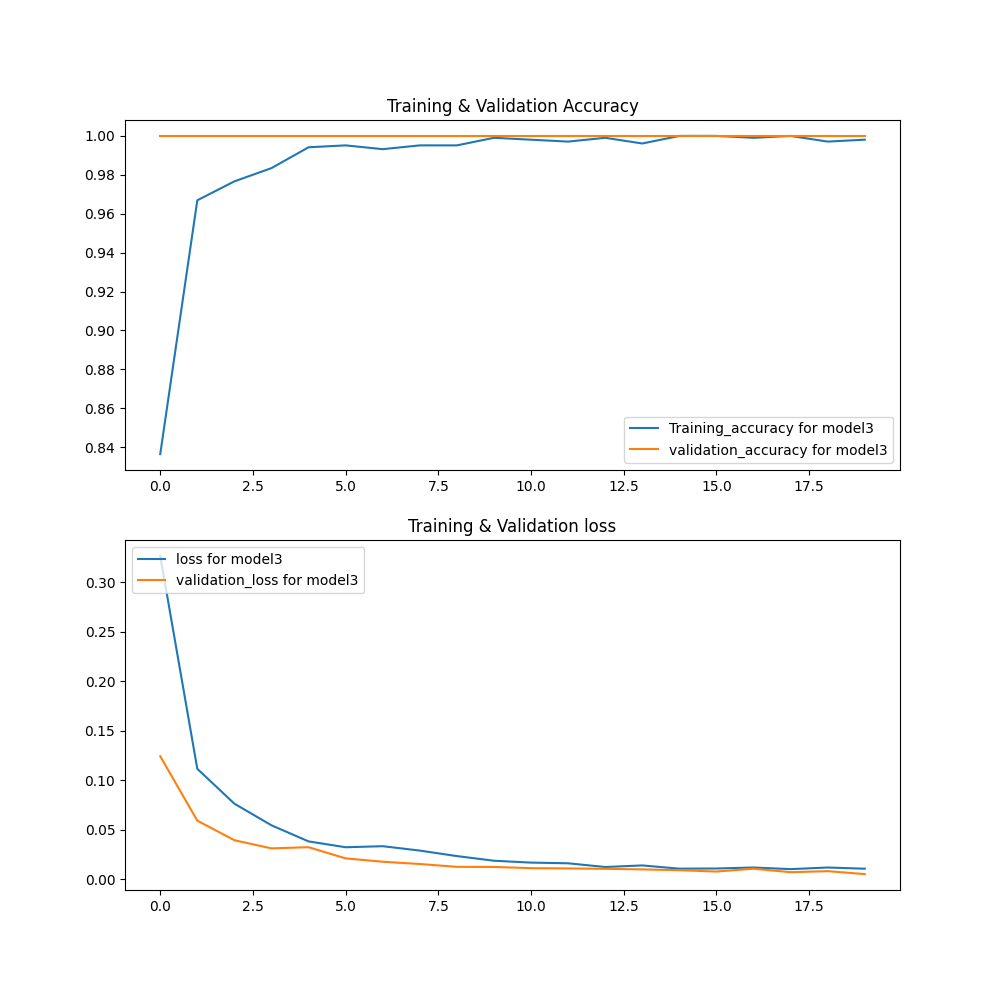 Training & Validation Accuracy
1.00
0.98
0.96
0.94
0.92
0.90
0.88
0.86
0.84
Training_accuracy for model3
validation_accuracy for model3
0.0 2.5 5.0 7.5 10.0 12.5 15.0 17.5
Training & Validation loss
loss for model3
validation_loss for model3
0.30
0.25
0.20
0.15
0.10
0.05
0.00
0.0 2.5 5.0 7.5 10.0 12.5 15.0 17.5